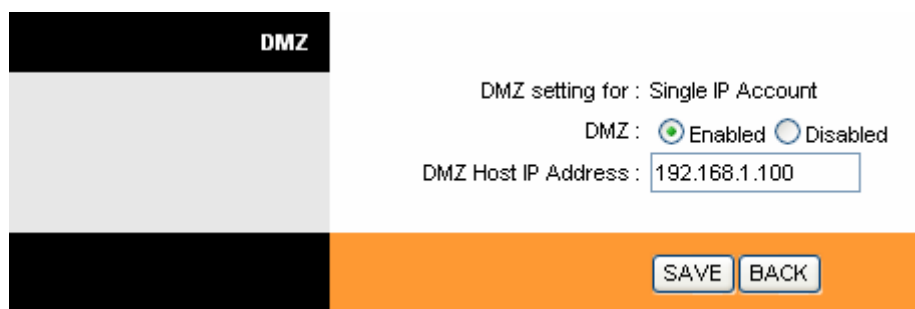 DMZ
DMZ setting for : Single IP Account
DMZ : Enabled Disabled
DMZ Host IP Address : 192.168.1.100
SAVE BACK